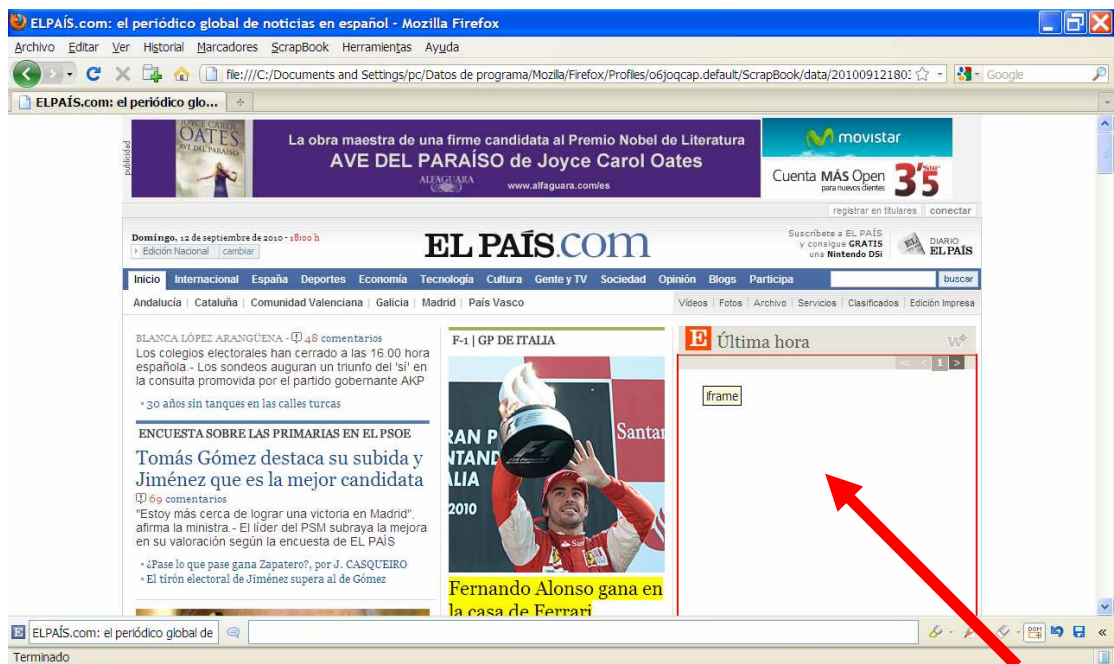 ELPAÍS.com: el periódico global de noticias en español - Mozilla Firefox
Archivo Editar Ver Historial Marcadores ScrapBook Herramientas Ayuda
file:///C:/Documents and Settings/pc/Datos de programa/Mozilla/Firefox/Profiles/o6joqcap.default/ScrapBook/data/201009121803
Google
ELPAÍS.com: el periódico glo...
publicidad
JOYCE CAROL
OATES
AVE DEL PARAÍSO
La obra maestra de una firme candidata al Premio Nobel de Literatura
AVE DEL PARAÍSO de Joyce Carol Oates
ALFAGUARA
www.alfaguara.com/es
movistar
Cuenta MÁS Open
para nuevos clientes
3'5
registrar en titulares conectar
Domingo, 12 de septiembre de 2010 - 18:00 h
Edición Nacional cambiar
EL PAÍS.com
Suscríbete a EL PAÍS
y consigue GRATIS
una Nintendo DSi
DIARIO
EL PAÍS
Inicio Internacional España Deportes Economía Tecnología Cultura Gente y TV Sociedad Opinión Blogs Participa buscar
Andalucía | Cataluña | Comunidad Valenciana | Galicia | Madrid | País Vasco
Vídeos | Fotos | Archivo | Servicios | Clasificados | Edición Impresa
BLANCA LÓPEZ ARANGÜENA - 48 comentarios
Los colegios electorales han cerrado a las 16.00 hora
española.- Los sondeos auguran un triunfo del 'sí' en
la consulta promovida por el partido gobernante AKP
30 años sin tanques en las calles turcas
ENCUESTA SOBRE LAS PRIMARIAS EN EL PSOE
Tomás Gómez destaca su subida y
Jiménez que es la mejor candidata
69 comentarios
"Estoy más cerca de lograr una victoria en Madrid",
afirma la ministra.- El líder del PSM subraya la mejora
en su valoración según la encuesta de EL PAÍS
¿Pase lo que pase gana Zapatero?, por J. CASQUEIRO
El tirón electoral de Jiménez supera al de
Gómez
F-1 | GP DE ITALIA
RAN P
NTAND
ALIA
2010
Santan
Fernando Alonso gana en
la casa de Ferrari
E Última hora
<< < 1 >
iframe
ELPAÍS.com: el periódico global de
DOM
Terminado